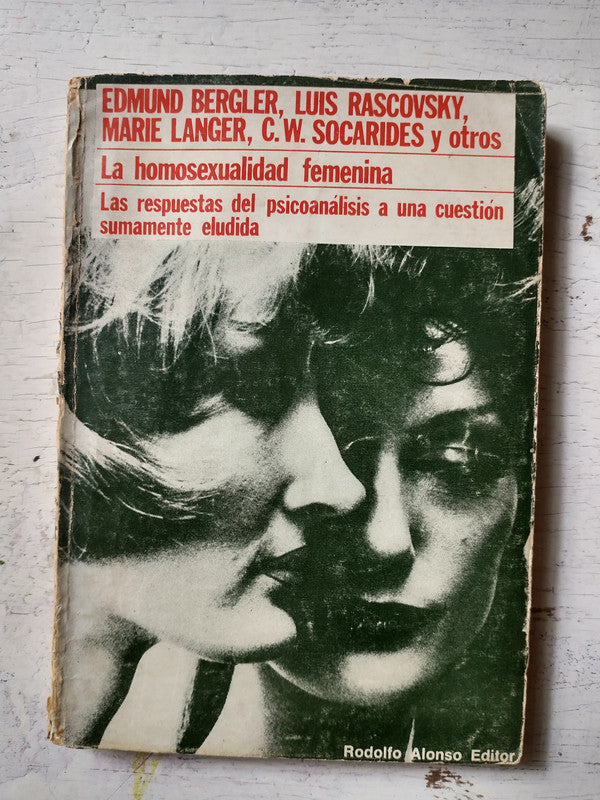 EDMUND BERGLER, LUIS RASCOVSKY,
MARIE LANGER, C.W. SOCARIDES y otros
La homosexualidad femenina
Las respuestas del psicoanálisis a una cuestión
sumamente eludida
Rodolfo Alonso Editor